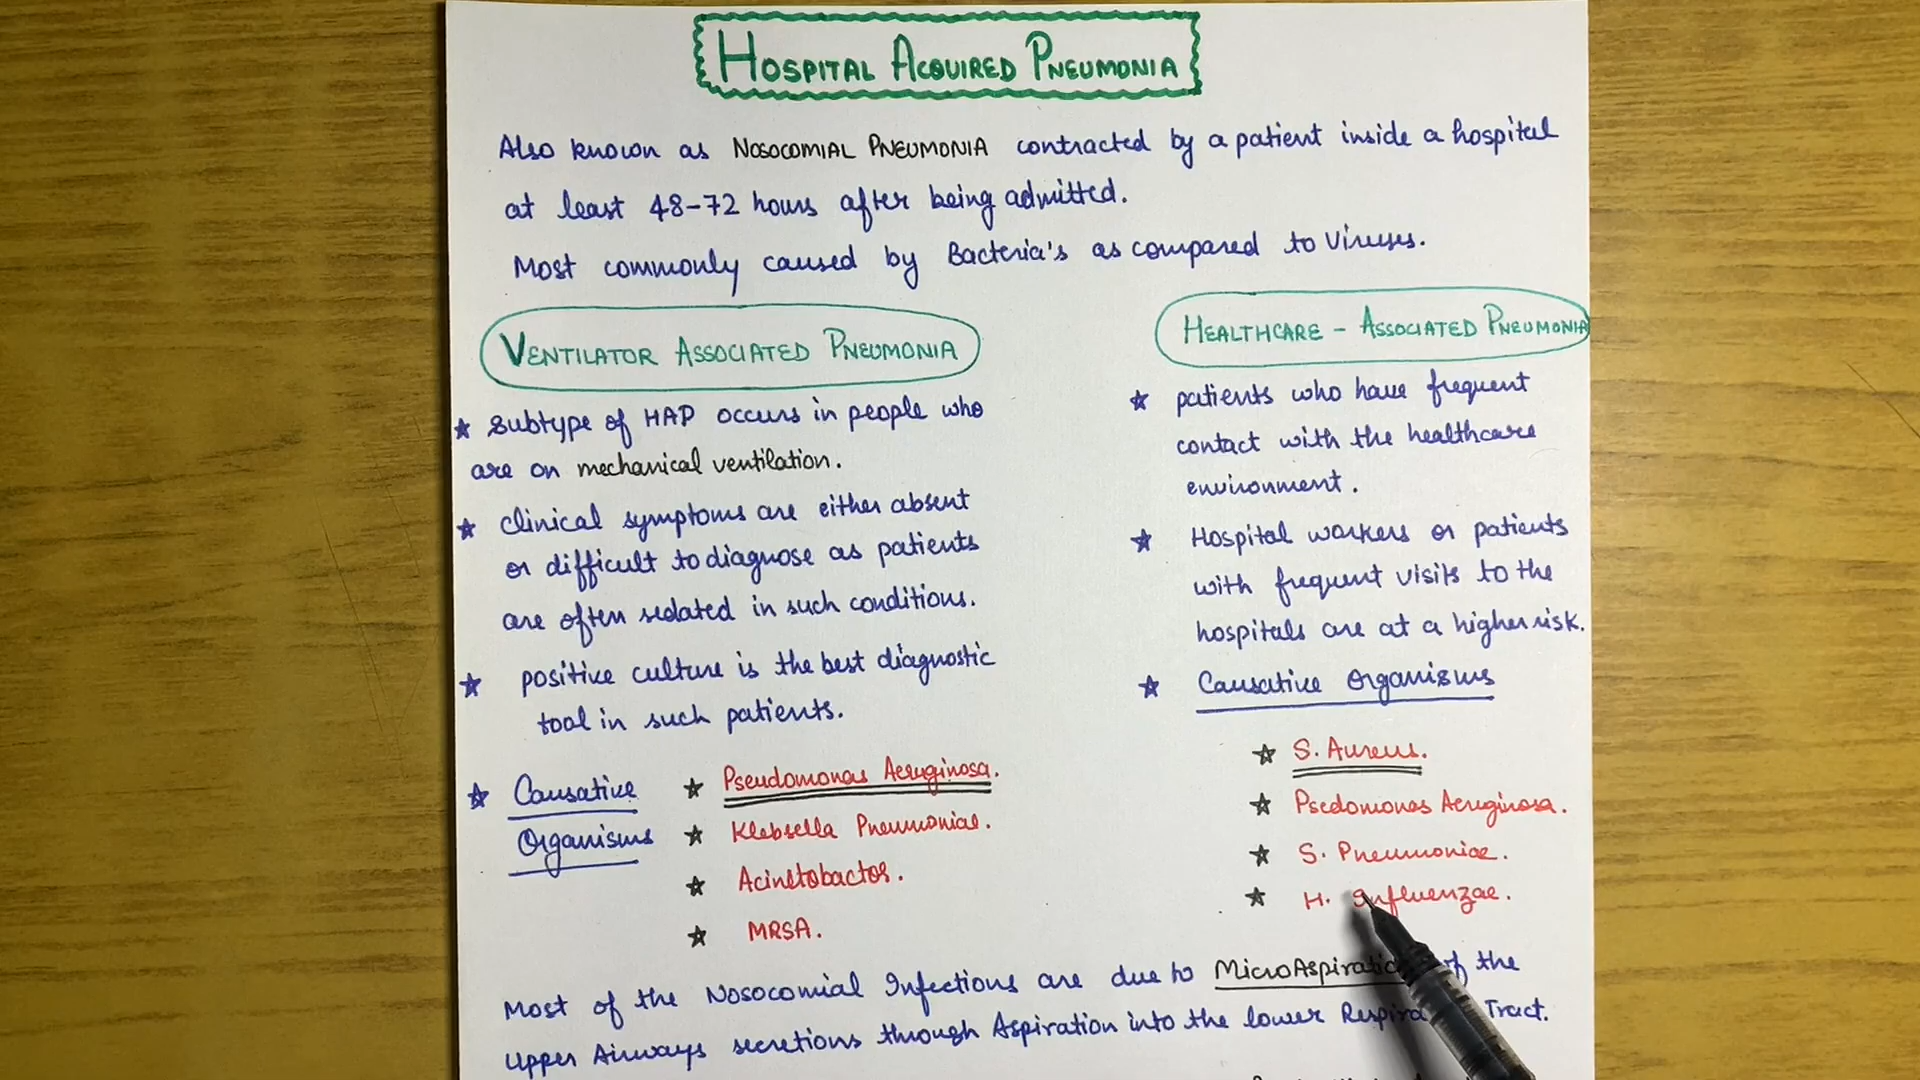 HOSPITAL ACQUIRED PNEUMONIA
Also known as NOSOCOMIAL PNEUMONIA contracted by a patient inside a hospital
at least 48-72 hours after being admitted.
Most commonly caused by Bacteria's as compared to Viruses.
VENTILATOR ASSOCIATED PNEUMONIA
★ subtype of HAP occurs in people who
are on mechanical ventilation.
★ clinical symptoms are either absent
or difficult to diagnose as patients
are often sedated in such conditions.
★ positive culture is the best diagnostic
tool in such patients.
★ Causative
Organisms
★ Pseudomonas Aeruginosa.
★ Klebsella Pneumoniae.
★ Acinetobactor.
★ MRSA.
HEALTHCARE - ASSOCIATED PNEUMONIA
★ patients who have frequent
contact with the healthcare
environment.
★ Hospital workers or patients
with frequent visits to the
hospitals are at a higher risk.
★ Causative Organisms
★ S. Aureus.
★ Psedomonas Aeruginosa.
★ S. Pneumoniae.
★ H. Influenzae.
Most of the Nosocomial Infections are due to of the
Upper Airways secretions through Aspiration into the lower Tract.